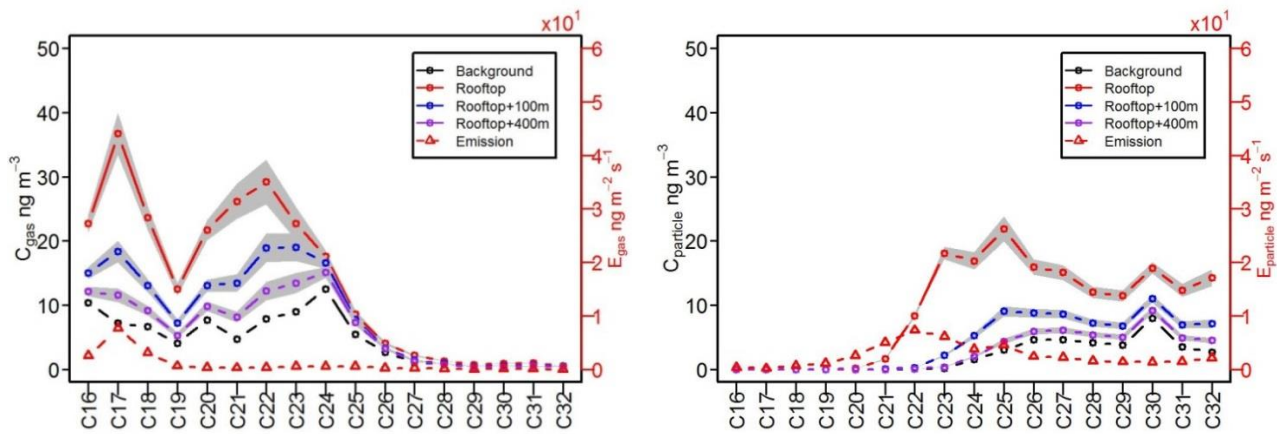 x10¹
50
40
30
20
10
0
C_gas ng m⁻³
Background
Rooftop
Rooftop+100m
Rooftop+400m
Emission
6
5
4
3
2
1
0
E_gas ng m⁻² s⁻¹
C16 C17 C18 C19 C20 C21 C22 C23 C24 C25 C26 C27 C28 C29 C30 C31 C32
x10¹
50
40
30
20
10
0
C_particle ng m⁻³
Background
Rooftop
Rooftop+100m
Rooftop+400m
Emission
6
5
4
3
2
1
0
E_particle ng m⁻² s⁻¹
C16 C17 C18 C19 C20 C21 C22 C23 C24 C25 C26 C27 C28 C29 C30 C31 C32